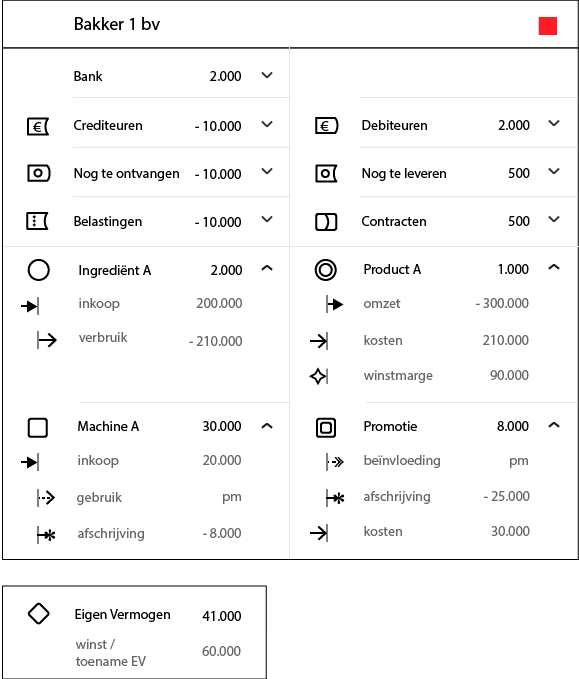 Bakker 1 bv
Bank 2.000
Crediteuren - 10.000 Debiteuren 2.000
Nog te ontvangen - 10.000 Nog te leveren 500
Belastingen - 10.000 Contracten 500
Ingrediënt A 2.000 Product A 1.000
inkoop 200.000 omzet - 300.000
verbruik - 210.000 kosten 210.000
winstmarge 90.000
Machine A 30.000 Promotie 8.000
inkoop 20.000 beïnvloeding pm
gebruik pm afschrijving - 25.000
afschrijving - 8.000 kosten 30.000
Eigen Vermogen 41.000
winst /
toename EV 60.000